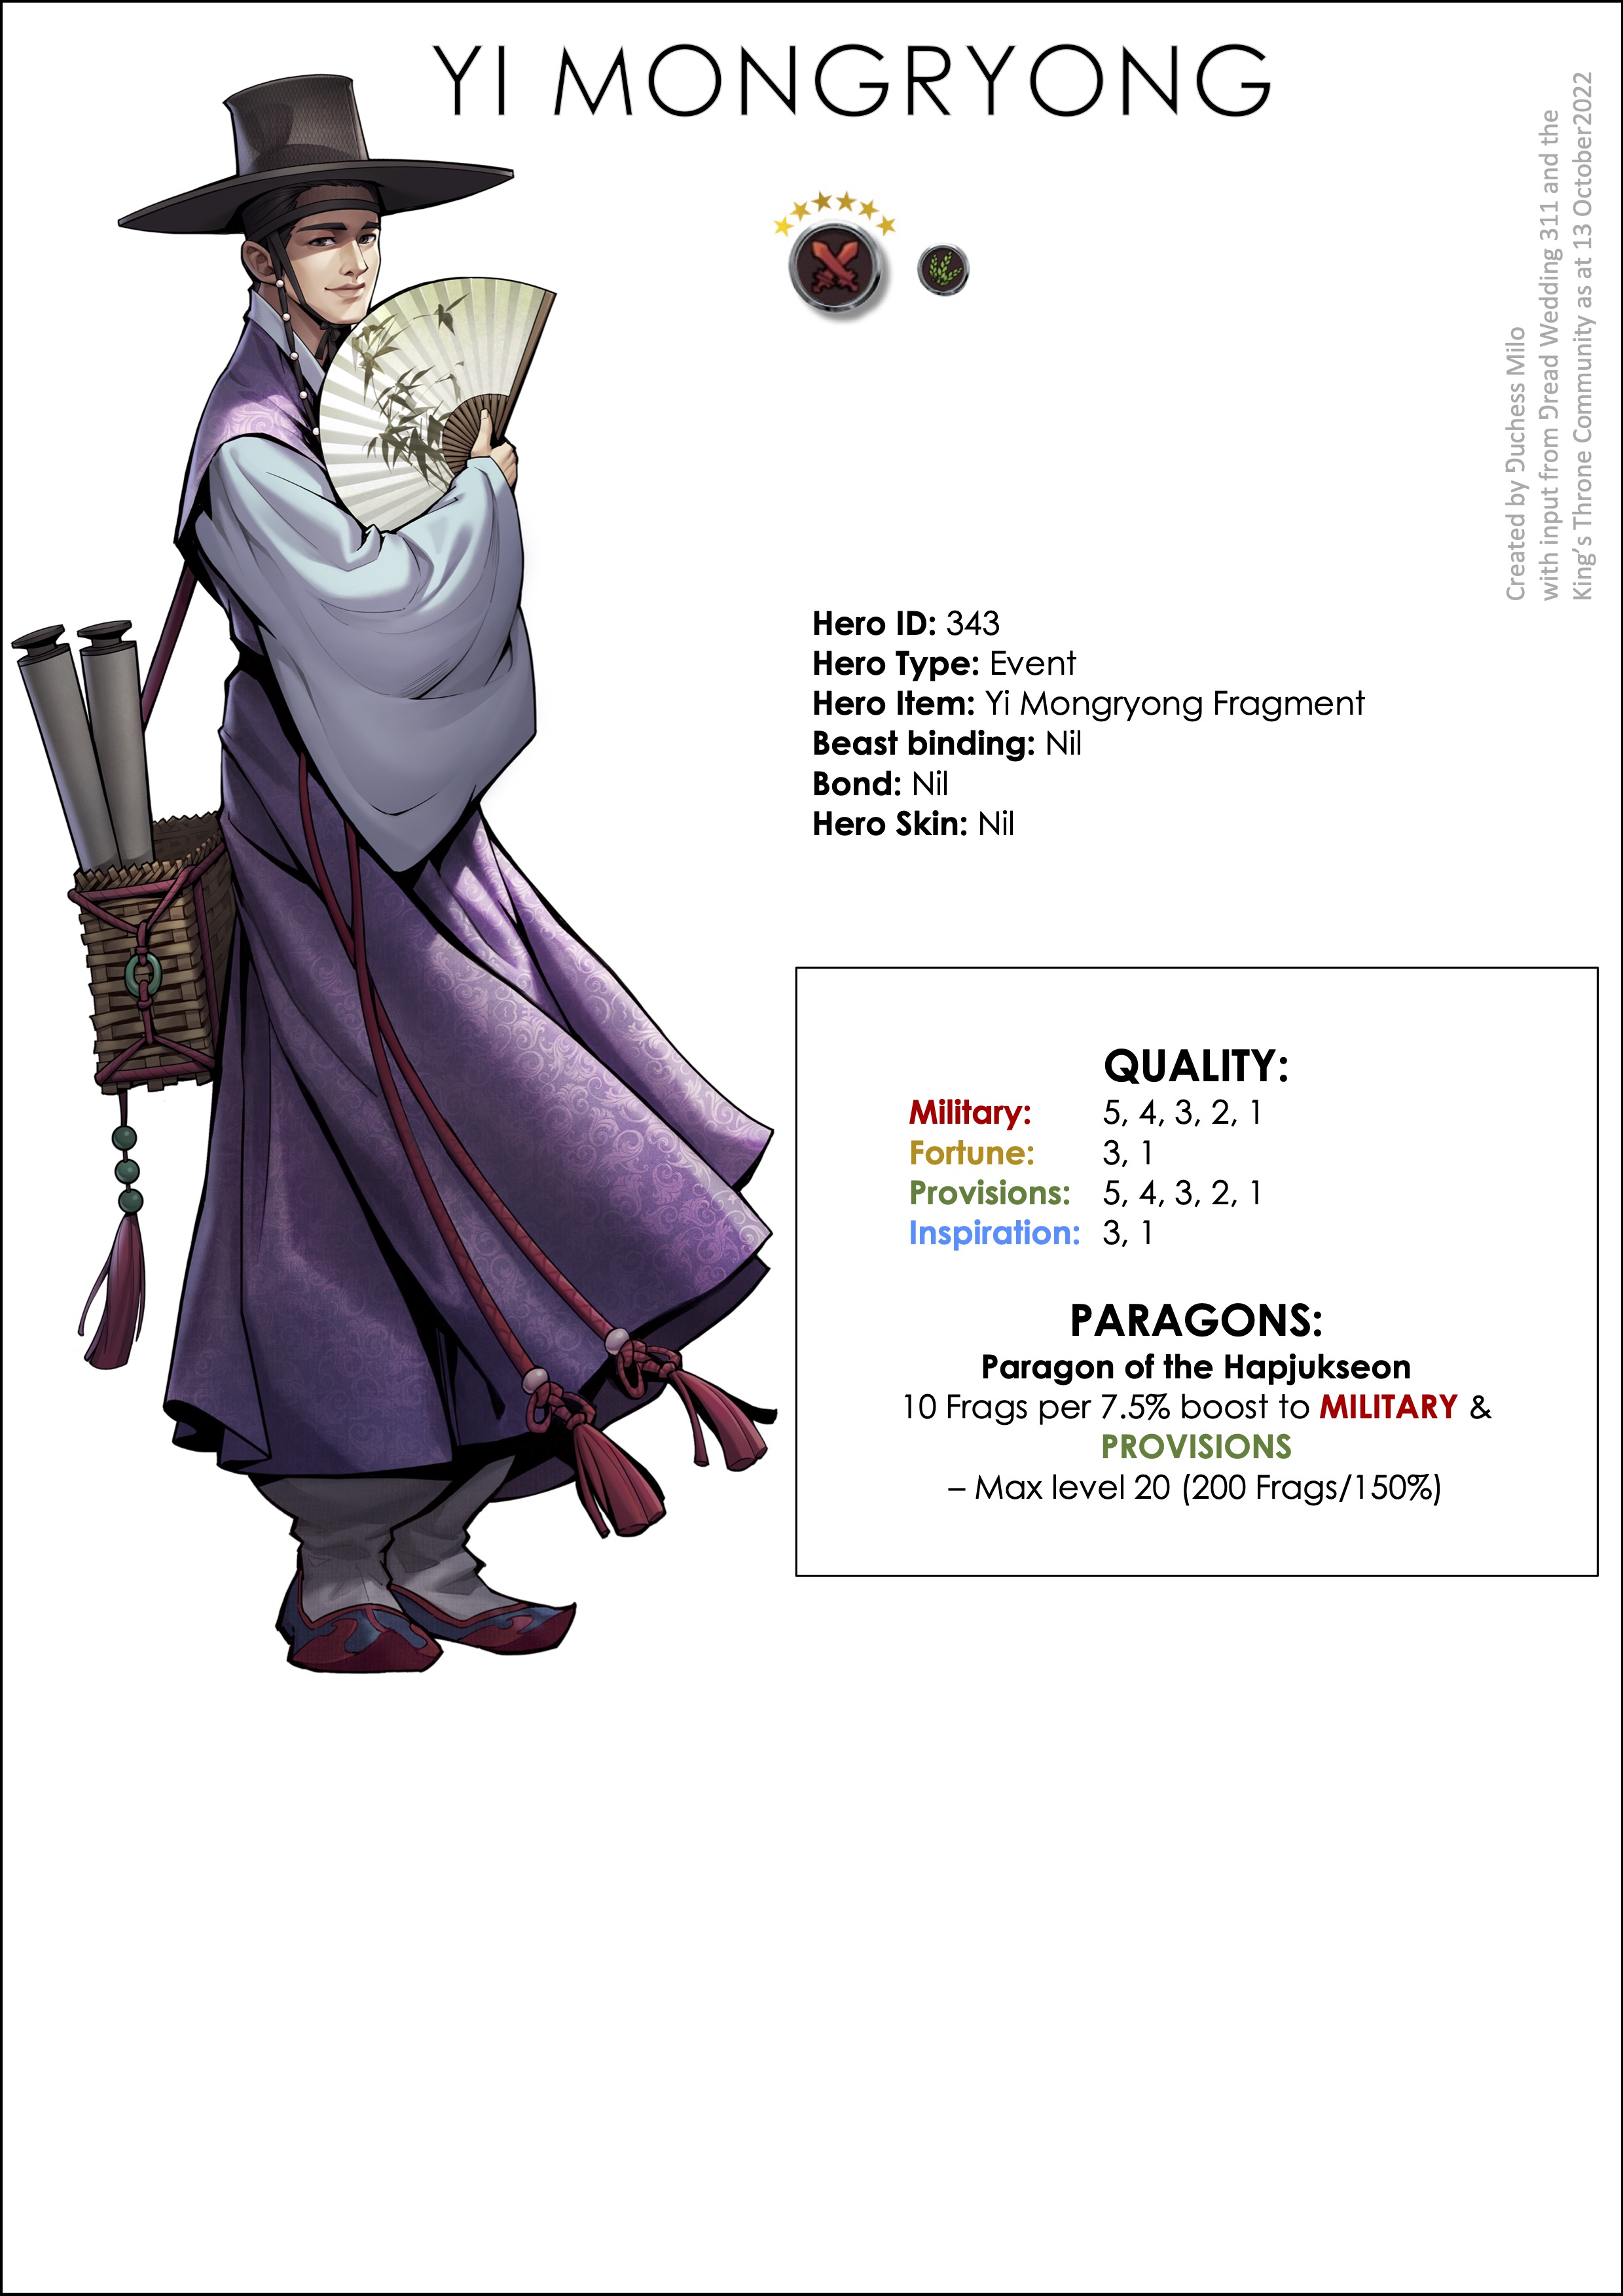 YI MONGRYONG
Created by Duchess Milo
with input from Dread Wedding 311 and the
King's Throne Community as at 13 October2022
Hero ID: 343
Hero Type: Event
Hero Item: Yi Mongryong Fragment
Beast binding: Nil
Bond: Nil
Hero Skin: Nil
QUALITY:
Military: 5, 4, 3, 2, 1
Fortune: 3, 1
Provisions: 5, 4, 3, 2, 1
Inspiration: 3, 1
PARAGONS:
Paragon of the Hapjukseon
10 Frags per 7.5% boost to MILITARY &
PROVISIONS
– Max level 20 (200 Frags/150%)